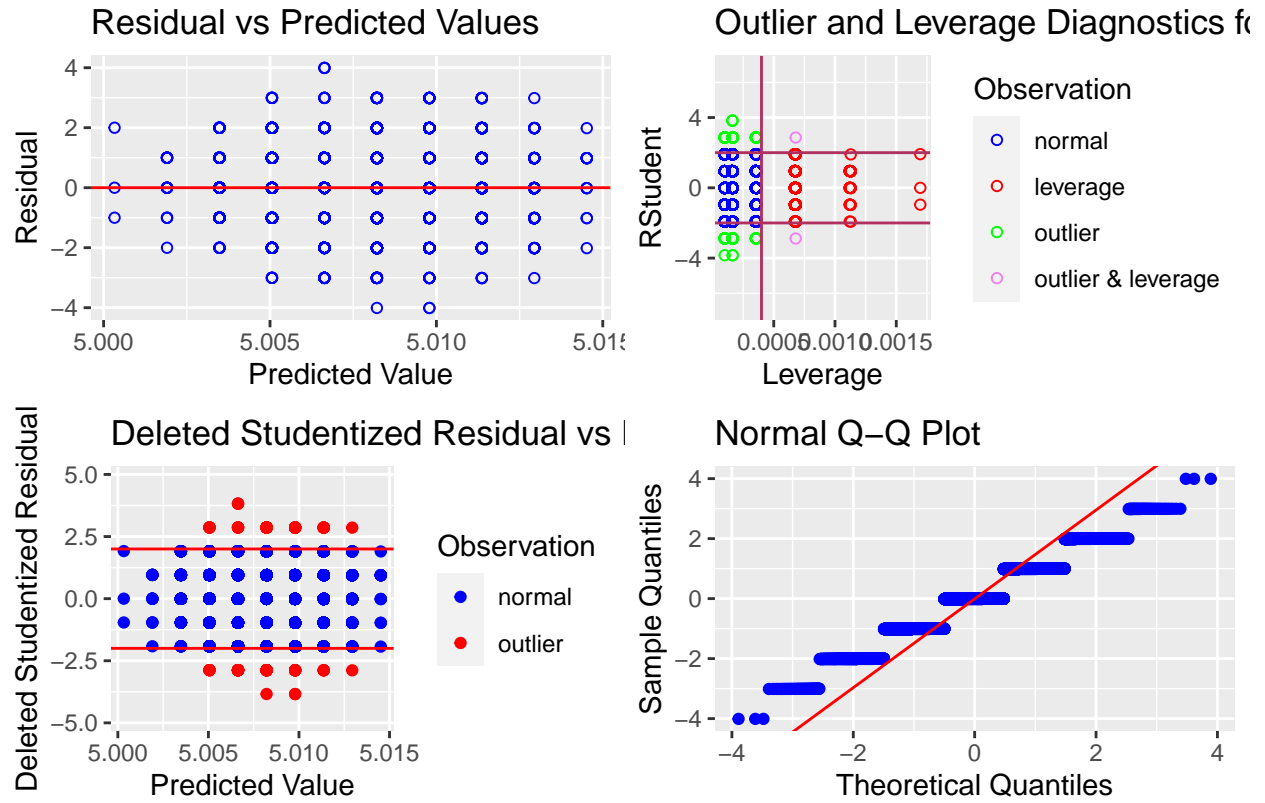 Residual vs Predicted Values
4
2
0
−2
−4
Residual
5.000
5.005
5.010
5.015
Predicted Value
Outlier and Leverage Diagnostics fo
4
0
−4
RStudent
0.0005
0.0010
0.0015
Leverage
Observation
normal
leverage
outlier
outlier & leverage
Deleted Studentized Residual vs
5.0
2.5
0.0
−2.5
−5.0
Deleted Studentized Residual
5.000
5.005
5.010
5.015
Predicted Value
Observation
normal
outlier
Normal Q−Q Plot
4
2
0
−2
−4
Sample Quantiles
−4
−2
0
2
4
Theoretical Quantiles